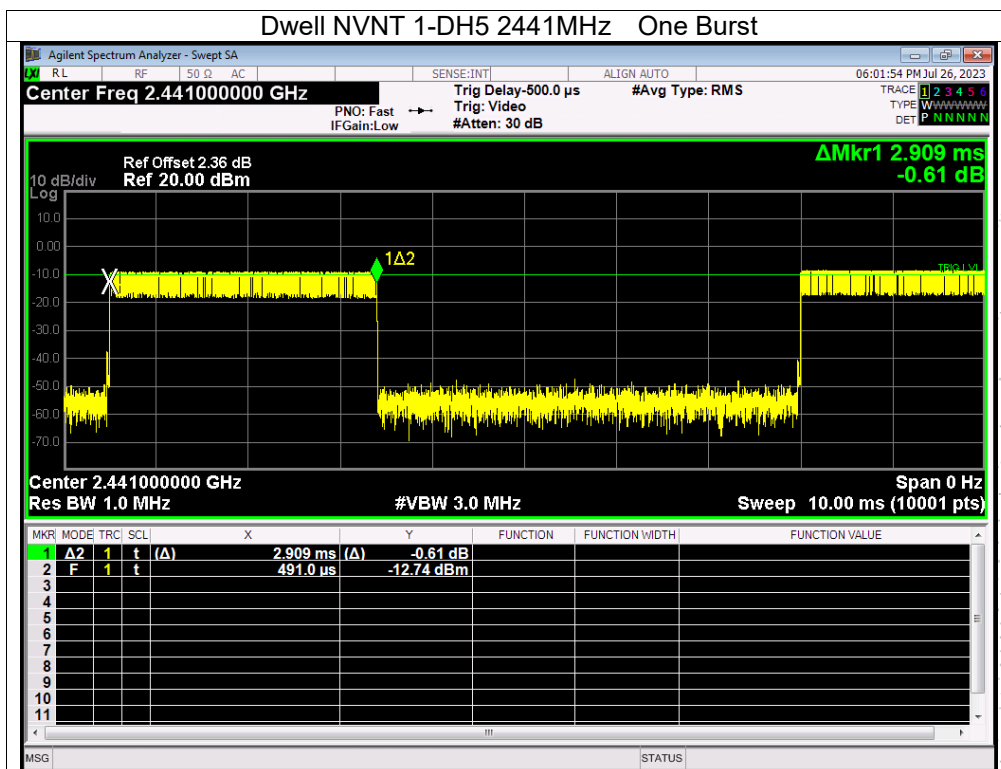 Dwell NVNT 1-DH5 2441MHz One Burst
Agilent Spectrum Analyzer - Swept SA
LXI RL RF 50 Ω AC SENSE:INT ALIGN AUTO 06:01:54 PM Jul 26, 2023
Center Freq 2.441000000 GHz Trig Delay-500.0 µs #Avg Type: RMS TRACE 1 2 3 4 5 6
PNO: Fast Trig: Video TYPE WWWWWW
IFGain:Low #Atten: 30 dB DET P N N N N N
ΔMkr1 2.909 ms
-0.61 dB
Ref Offset 2.36 dB
10 dB/div Ref 20.00 dBm
Log
10.0
0.00
1Δ2
-10.0
TRIG LVL
-20.0
-30.0
-40.0
-50.0
-60.0
-70.0
Center 2.441000000 GHz Span 0 Hz
Res BW 1.0 MHz #VBW 3.0 MHz Sweep 10.00 ms (10001 pts)
MKR MODE TRC SCL X Y FUNCTION FUNCTION WIDTH FUNCTION VALUE
1 Δ2 1 t (Δ) 2.909 ms (Δ) -0.61 dB
2 F 1 t 491.0 µs -12.74 dBm
3
4
5
6
7
8
9
10
11
MSG STATUS